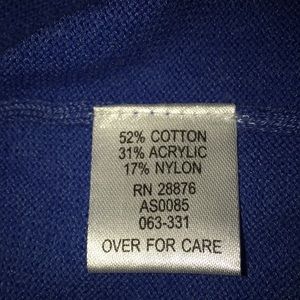 52% COTTON
31% ACRYLIC
17% NYLON
RN 28876
AS0085
063-331
OVER FOR CARE